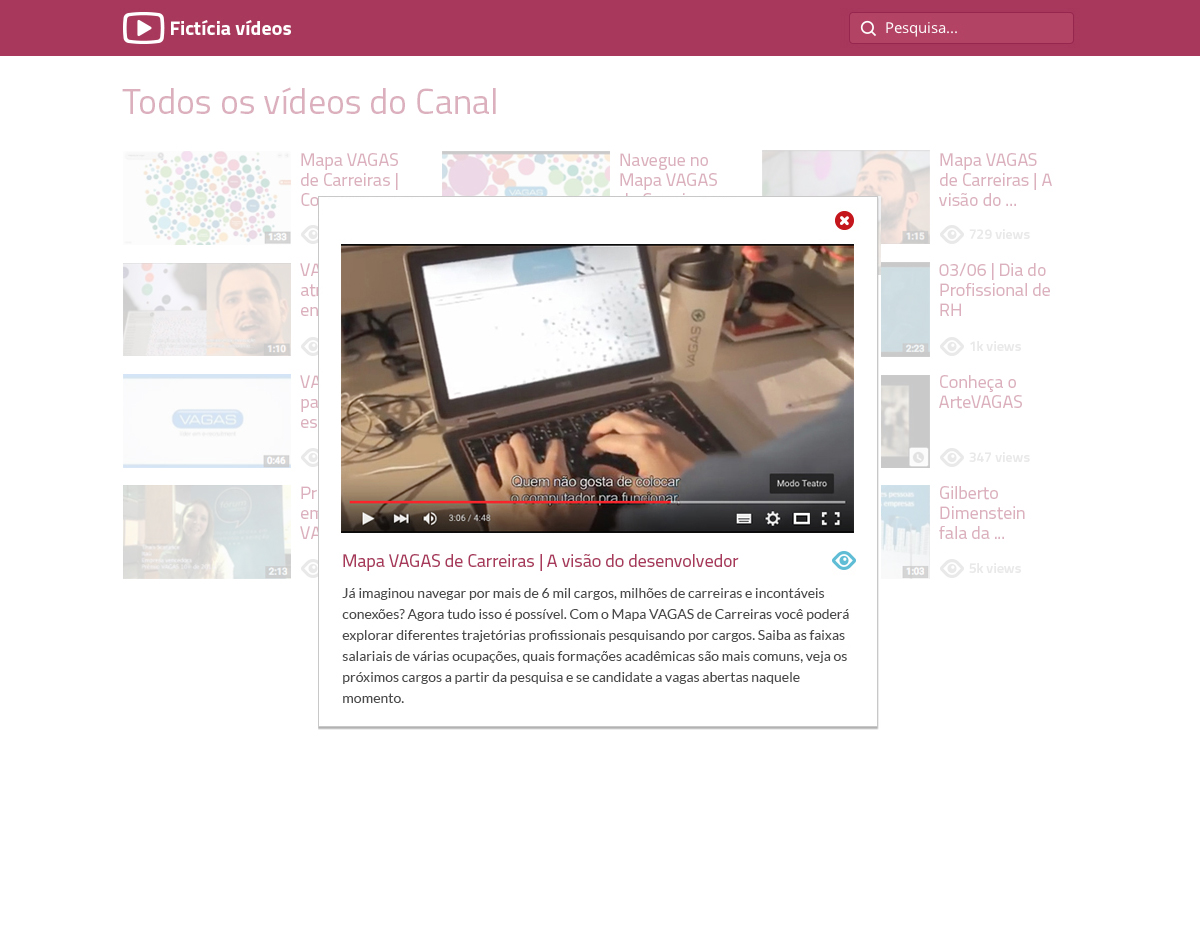 Fictícia vídeos
Pesquisa...
Todos os vídeos do Canal
Mapa VAGAS
de Carreiras |
Co
1:33
Navegue no
Mapa VAGAS
VAGAS
Mapa VAGAS
de Carreiras | A
visão do ...
729 views
1:15
VA
atr
en
1:10
03/06 | Dia do
Profissional de
RH
1k views
2:23
VA
pa
es
VAGAS
0:46
Conheça o
ArteVAGAS
347 views
Pr
em
VA
2:13
Gilberto
Dimenstein
fala da ...
5k views
es pessoas
empresas
1:03
VAGAS
Quem não gosta de colocar
o computador pra funcionar,
Modo Teatro
3:06 / 4:48
Mapa VAGAS de Carreiras | A visão do desenvolvedor
Já imaginou navegar por mais de 6 mil cargos, milhões de carreiras e incontáveis
conexões? Agora tudo isso é possível. Com o Mapa VAGAS de Carreiras você poderá
explorar diferentes trajetórias profissionais pesquisando por cargos. Saiba as faixas
salariais de várias ocupações, quais formações acadêmicas são mais comuns, veja os
próximos cargos a partir da pesquisa e se candidate a vagas abertas naquele
momento.